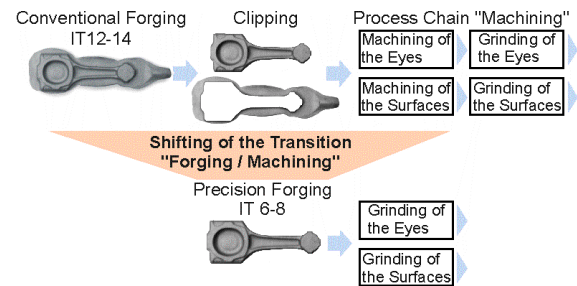 Conventional Forging
IT12-14
Clipping
Process Chain "Machining"
Machining of
the Eyes
Grinding of
the Eyes
Machining
of the Surfaces
Grinding of
the Surfaces
Shifting of the Transition
"Forging / Machining"
Precision Forging
IT 6-8
Grinding of
the Eyes
Grinding of
the Surfaces